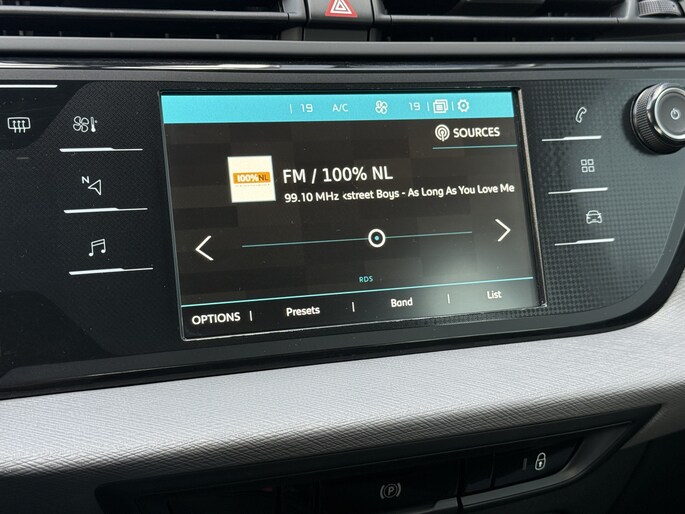 19 A/C 19
SOURCES
100%NL
FM / 100% NL
99.10 MHz kstreet Boys - As Long As You Love Me
N
RDS
OPTIONS Presets Band List
P